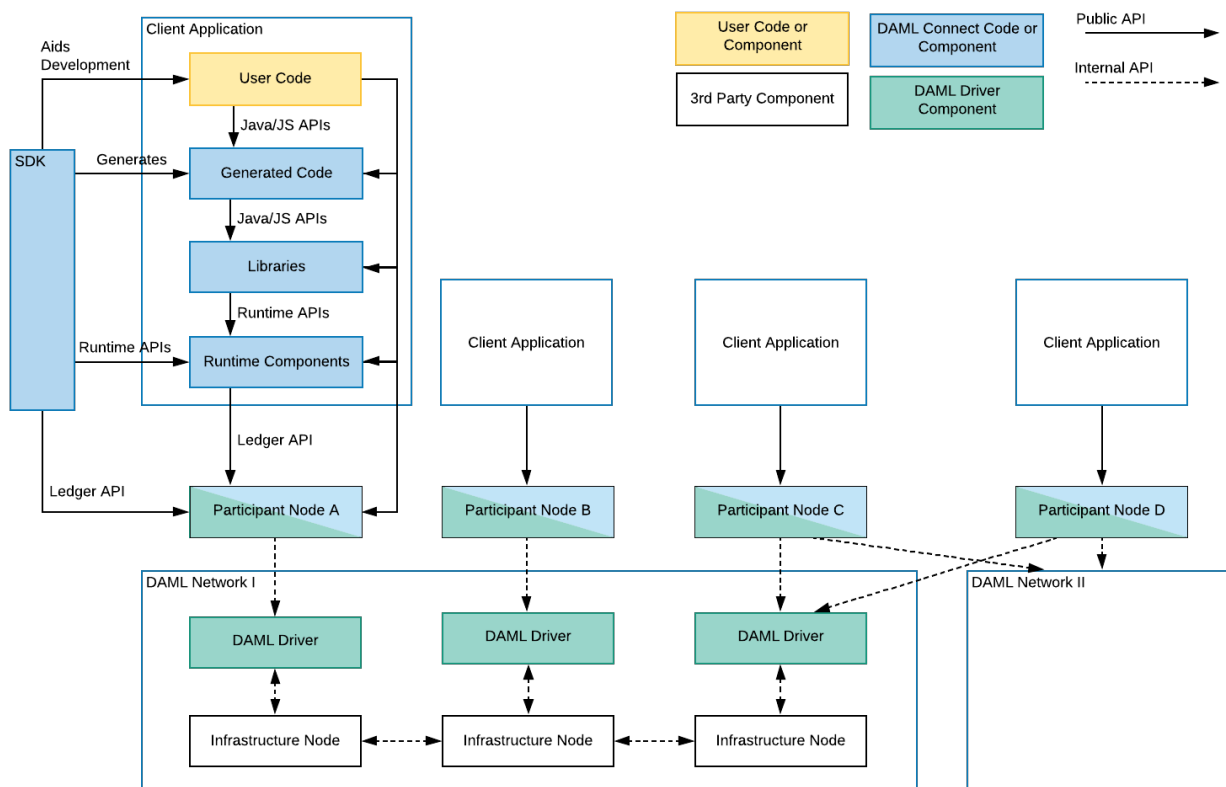 Client Application
Aids
Development
User Code
Java/JS APIs
SDK
Generates
Generated Code
Java/JS APIs
Libraries
Runtime APIs
Runtime APIs
Runtime Components
Ledger API
Ledger API
User Code or
Component
DAML Connect Code or
Component
Public API
3rd Party Component
DAML Driver
Component
Internal API
Client Application
Client Application
Client Application
Participant Node A
Participant Node B
Participant Node C
Participant Node D
DAML Network I
DAML Network II
DAML Driver
DAML Driver
DAML Driver
Infrastructure Node
Infrastructure Node
Infrastructure Node